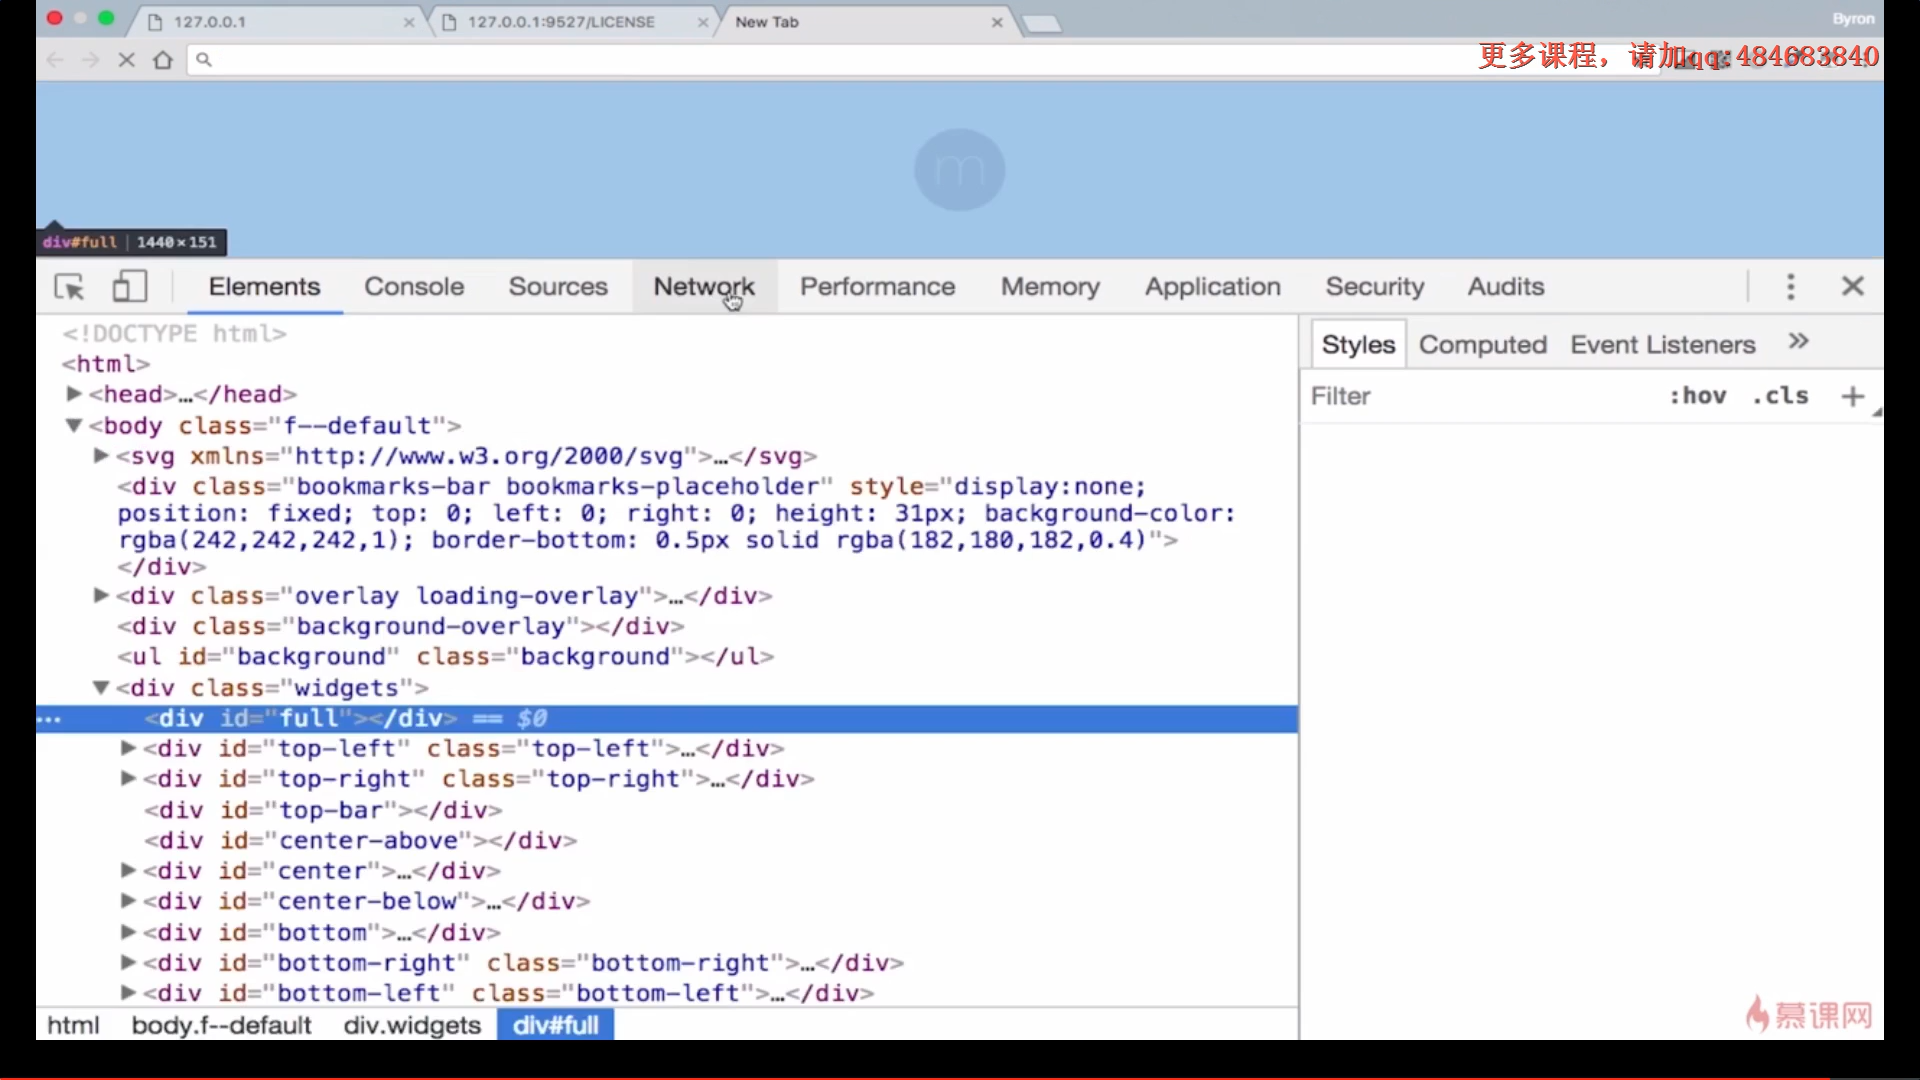 127.0.0.1
127.0.0.1:9527/LICENSE
New Tab
Byron
更多课程，请加qq:484683840
m
div#full | 1440×151
Elements Console Sources Network Performance Memory Application Security Audits
<!DOCTYPE html>
<html>
<head>…</head>
<body class="f--default">
<svg xmlns="http://www.w3.org/2000/svg">…</svg>
<div class="bookmarks-bar bookmarks-placeholder" style="display:none;
position: fixed; top: 0; left: 0; right: 0; height: 31px; background-color:
rgba(242,242,242,1); border-bottom: 0.5px solid rgba(182,180,182,0.4)">
</div>
<div class="overlay loading-overlay">…</div>
<div class="background-overlay"></div>
<ul id="background" class="background"></ul>
<div class="widgets">
<div id="full"></div> == $0
<div id="top-left" class="top-left">…</div>
<div id="top-right" class="top-right">…</div>
<div id="top-bar"></div>
<div id="center-above"></div>
<div id="center">…</div>
<div id="center-below">…</div>
<div id="bottom">…</div>
<div id="bottom-right" class="bottom-right">…</div>
<div id="bottom-left" class="bottom-left">…</div>
html body.f--default div.widgets div#full
Styles Computed Event Listeners »
Filter :hov .cls +
慕课网